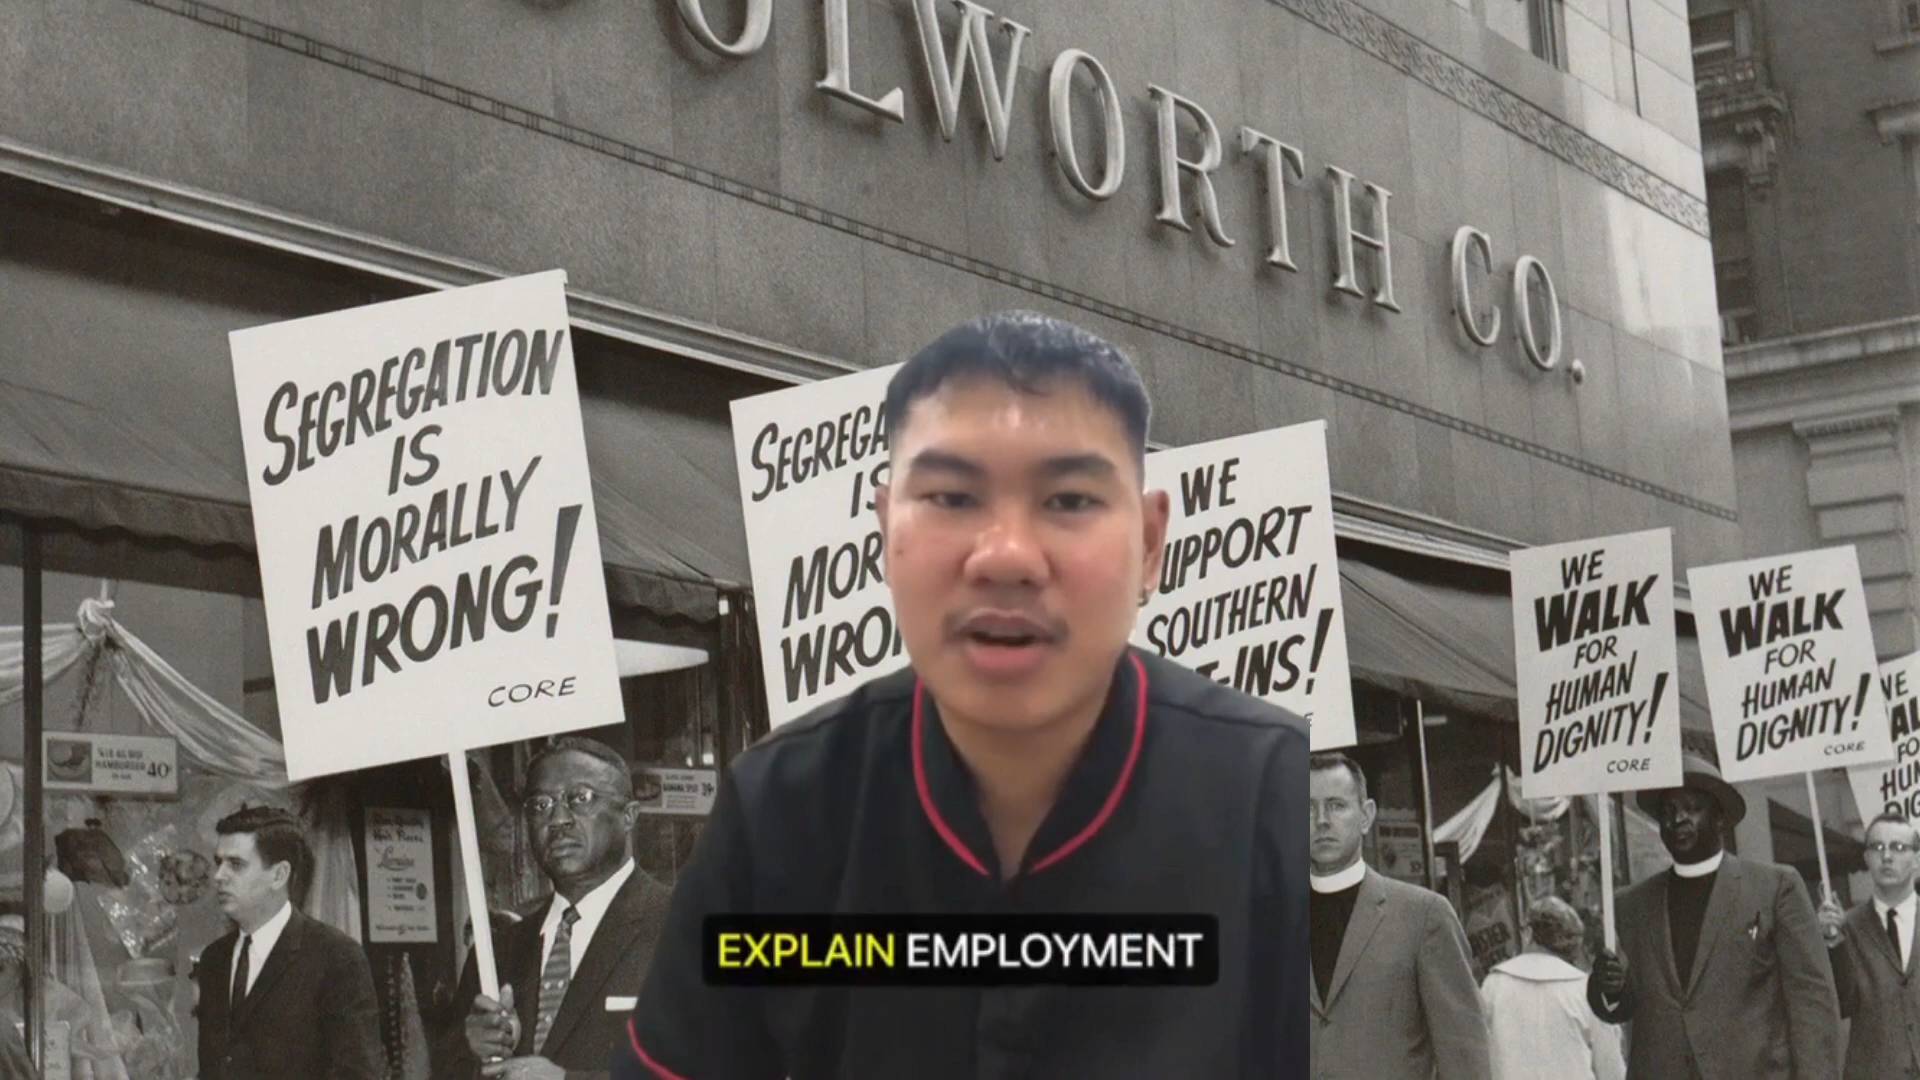 OLWORTH CO.
SEGREGATION
IS
MORALLY
WRONG!
CORE
SEGREGA
IS
MOR
WRO
WE
UPPORT
SOUTHERN
T-INS!
WE
WALK
FOR
HUMAN
DIGNITY!
CORE
WE
WALK
FOR
HUMAN
DIGNITY!
CORE
HAMBURGER
40¢
EXPLAIN EMPLOYMENT